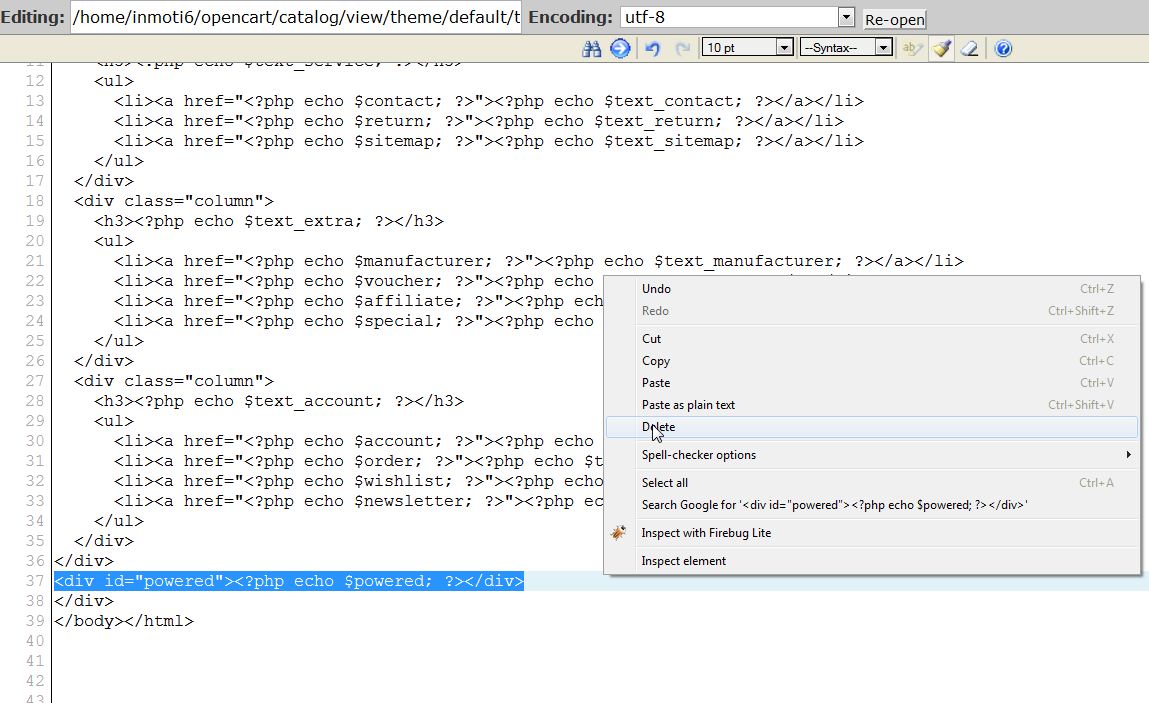 Editing: /home/inmoti6/opencart/catalog/view/theme/default/t Encoding: utf-8 Re-open
10 pt --Syntax--
11 <h3><?php echo $text_service; ?></h3>
12 <ul>
13 <li><a href="<?php echo $contact; ?>"><?php echo $text_contact; ?></a></li>
14 <li><a href="<?php echo $return; ?>"><?php echo $text_return; ?></a></li>
15 <li><a href="<?php echo $sitemap; ?>"><?php echo $text_sitemap; ?></a></li>
16 </ul>
17 </div>
18 <div class="column">
19 <h3><?php echo $text_extra; ?></h3>
20 <ul>
21 <li><a href="<?php echo $manufacturer; ?>"><?php echo $text_manufacturer; ?></a></li>
22 <li><a href="<?php echo $voucher; ?>"><?php echo
23 <li><a href="<?php echo $affiliate; ?>"><?php ech
24 <li><a href="<?php echo $special; ?>"><?php echo
25 </ul>
26 </div>
27 <div class="column">
28 <h3><?php echo $text_account; ?></h3>
29 <ul>
30 <li><a href="<?php echo $account; ?>"><?php echo
31 <li><a href="<?php echo $order; ?>"><?php echo $t
32 <li><a href="<?php echo $wishlist; ?>"><?php echo
33 <li><a href="<?php echo $newsletter; ?>"><?php ec
34 </ul>
35 </div>
36 </div>
37 <div id="powered"><?php echo $powered; ?></div>
38 </div>
39 </body></html>
40
41
42
43
Undo Ctrl+Z
Redo Ctrl+Shift+Z
Cut Ctrl+X
Copy Ctrl+C
Paste Ctrl+V
Paste as plain text Ctrl+Shift+V
Delete
Spell-checker options
Select all Ctrl+A
Search Google for '<div id="powered"><?php echo $powered; ?></div>'
Inspect with Firebug Lite
Inspect element